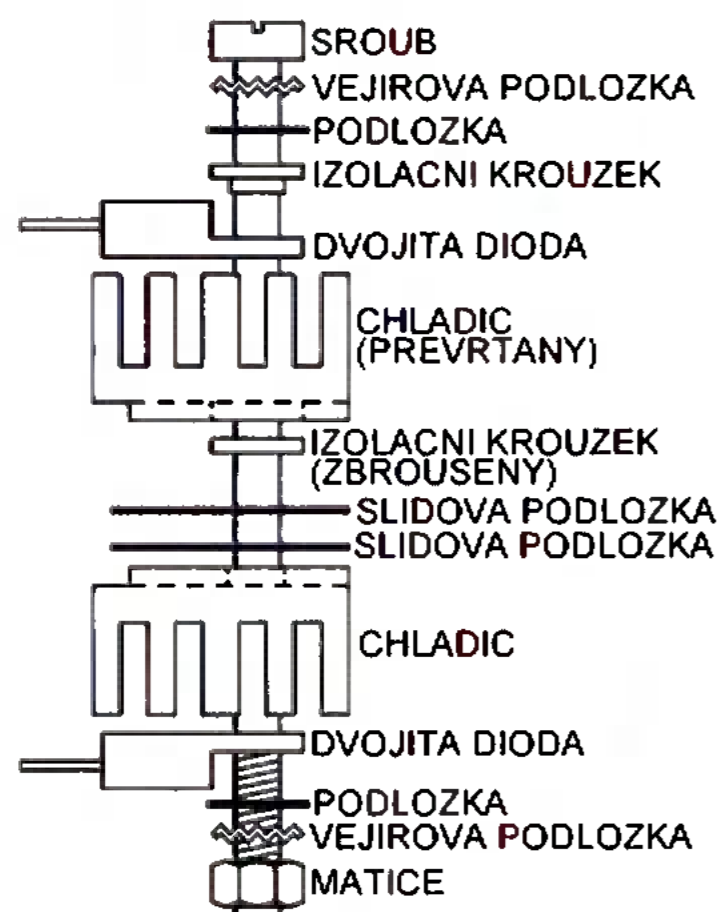 SROUB
VEJIROVA PODLOZKA
PODLOZKA
IZOLACNI KROUZEK
DVOJITA DIODA
CHLADIC
(PREVRTANY)
IZOLACNI KROUZEK
(ZBROUSENY)
SLIDOVA PODLOZKA
SLIDOVA PODLOZKA
CHLADIC
DVOJITA DIODA
PODLOZKA
VEJIROVA PODLOZKA
MATICE